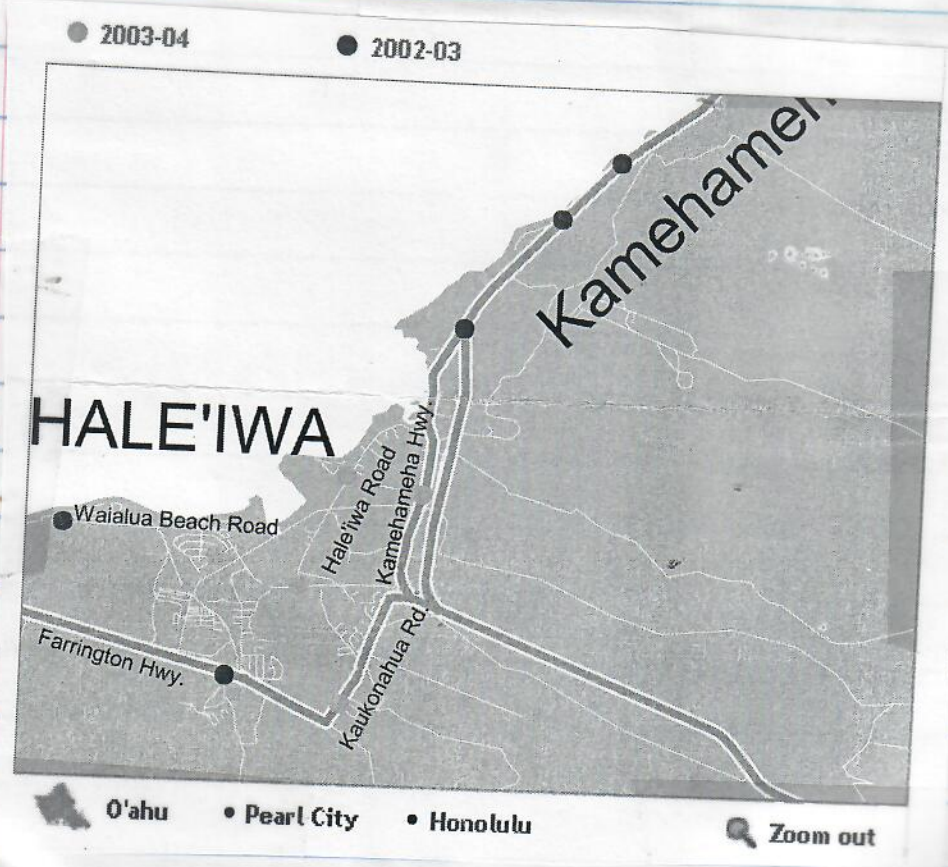 2003-04
2002-03
Kamehameh
HALE'IWA
Kamehameha Hwy.
Hale'iwa Road
Waialua Beach Road
Farrington Hwy.
Kaukonahua Rd.
O'ahu
• Pearl City
• Honolulu
Zoom out